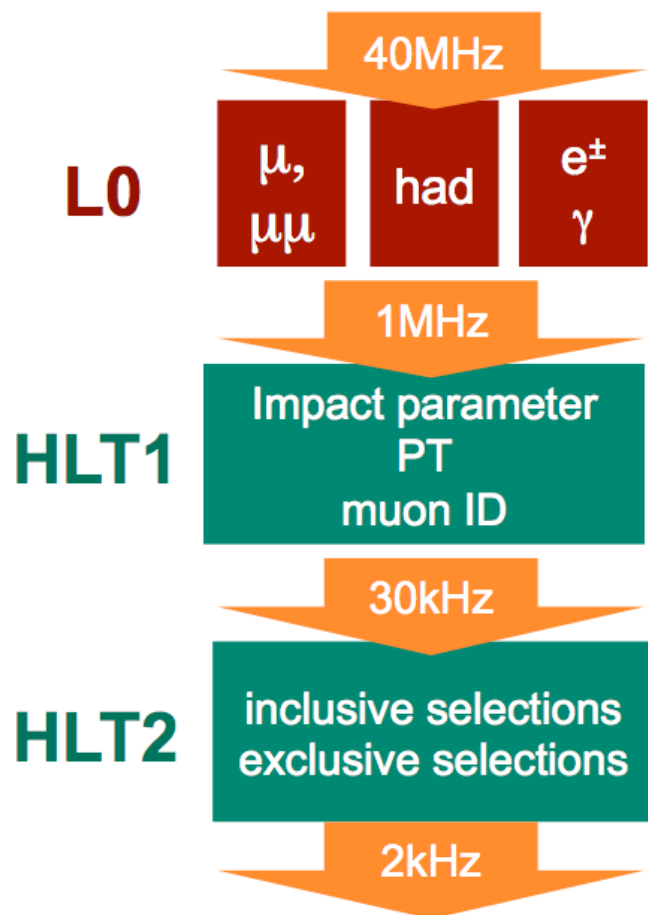 40MHz
L0
μ,
μμ
had
e±
γ
1MHz
HLT1
Impact parameter
PT
muon ID
30kHz
HLT2
inclusive selections
exclusive selections
2kHz